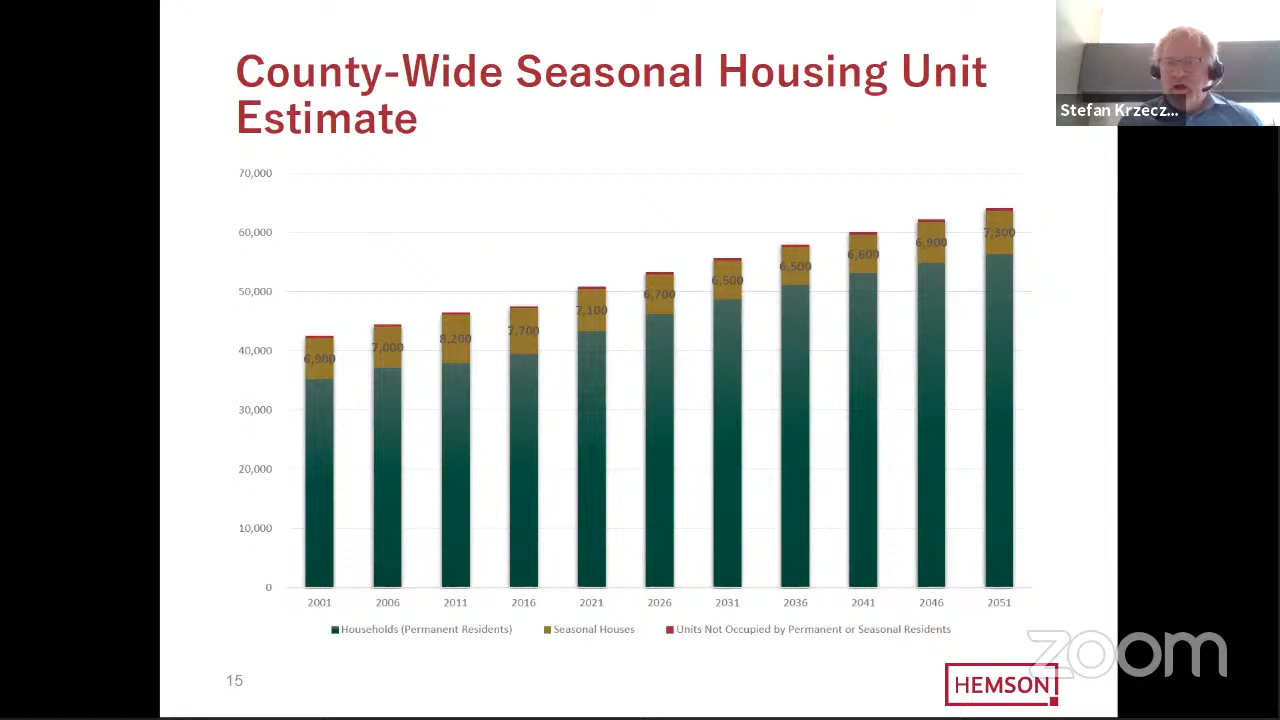 County-Wide Seasonal Housing Unit
Estimate
Stefan Krzecz...
70,000
60,000
50,000
40,000
30,000
20,000
10,000
0
6,900
7,000
8,200
7,700
7,100
6,700
6,500
6,500
6,600
6,900
7,300
2001 2006 2011 2016 2021 2026 2031 2036 2041 2046 2051
Households (Permanent Residents) Seasonal Houses Units Not Occupied by Permanent or Seasonal Residents
15
HEMSON
zoom